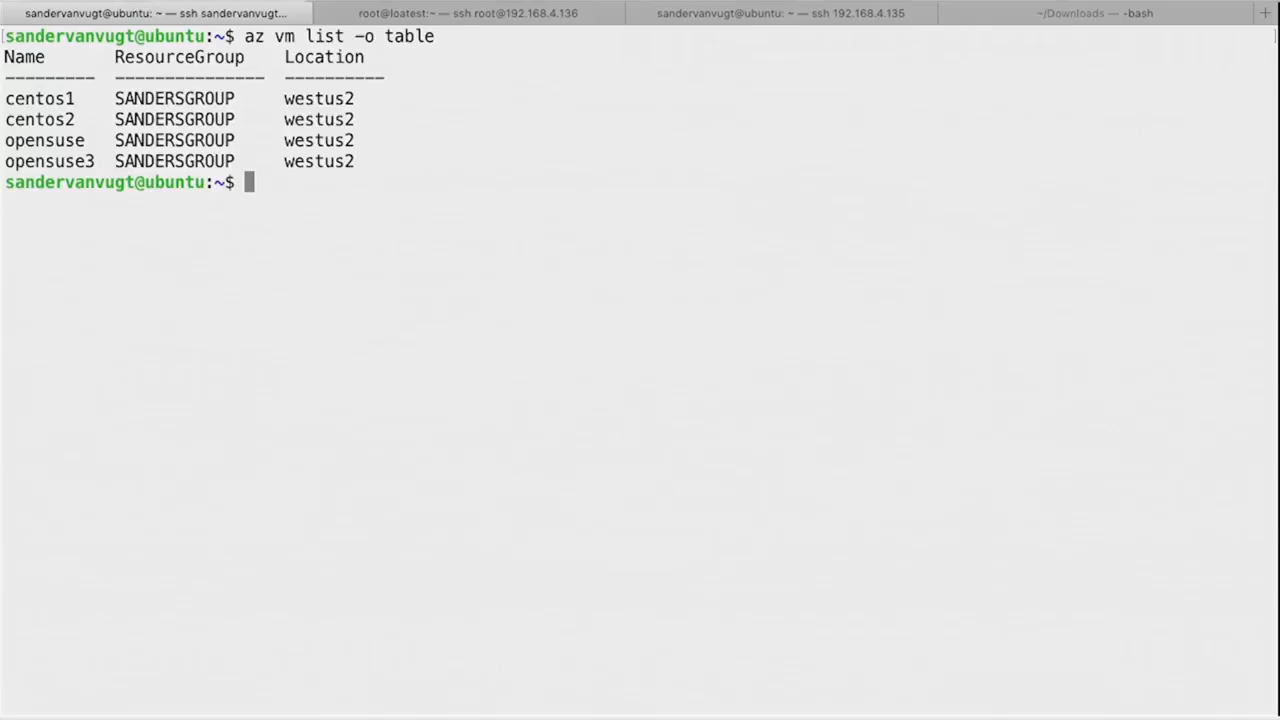 sandervanvugt@ubuntu: ~ — ssh sandervanvugt... root@loatest:~ — ssh root@192.168.4.136 sandervanvugt@ubuntu: ~ — ssh 192.168.4.135 ~/Downloads — -bash +
[sandervanvugt@ubuntu:~$ az vm list -o table ]
Name       ResourceGroup    Location
---------  ---------------  ----------
centos1    SANDERSGROUP     westus2
centos2    SANDERSGROUP     westus2
opensuse   SANDERSGROUP     westus2
opensuse3  SANDERSGROUP     westus2
sandervanvugt@ubuntu:~$